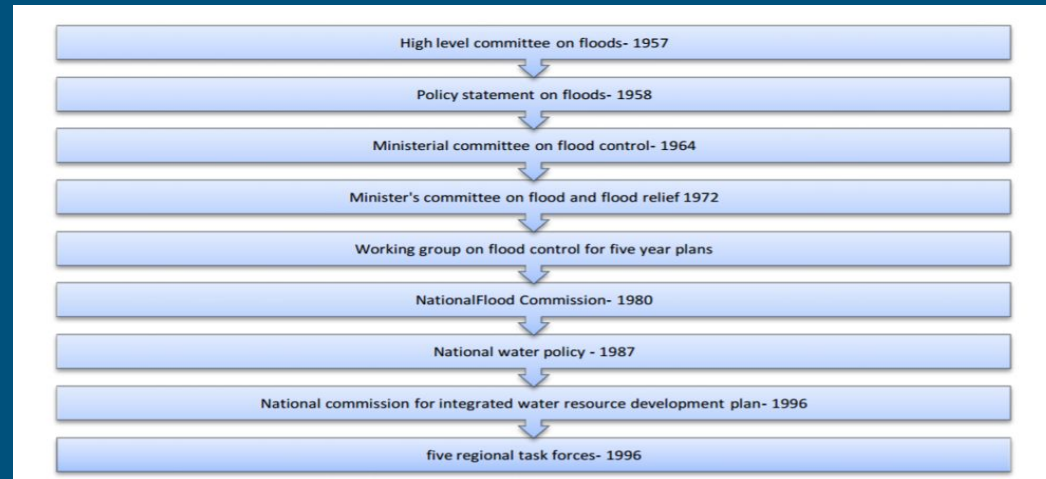 High level committee on floods- 1957
Policy statement on floods- 1958
Ministerial committee on flood control- 1964
Minister's committee on flood and flood relief 1972
Working group on flood control for five year plans
NationalFlood Commission- 1980
National water policy - 1987
National commission for integrated water resource development plan- 1996
five regional task forces- 1996